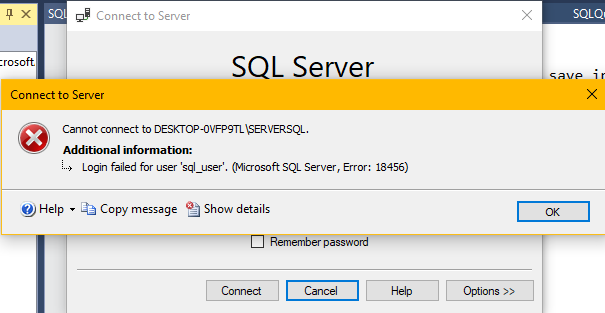 SQL
Connect to Server
SQLQ
crosoft.
SQL Server
save in
Connect to Server
Cannot connect to DESKTOP-0VFP9TL\SERVERSQL.
Additional information:
Login failed for user 'sql_user'. (Microsoft SQL Server, Error: 18456)
Help
Copy message
Show details
OK
Remember password
Connect
Cancel
Help
Options >>